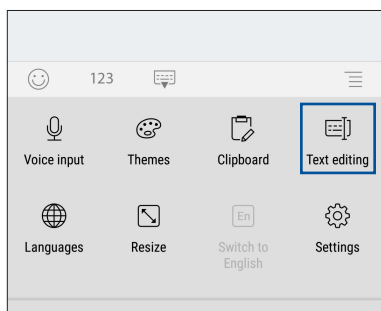 123
Voice input Themes Clipboard Text editing
En
Languages Resize Switch to English Settings